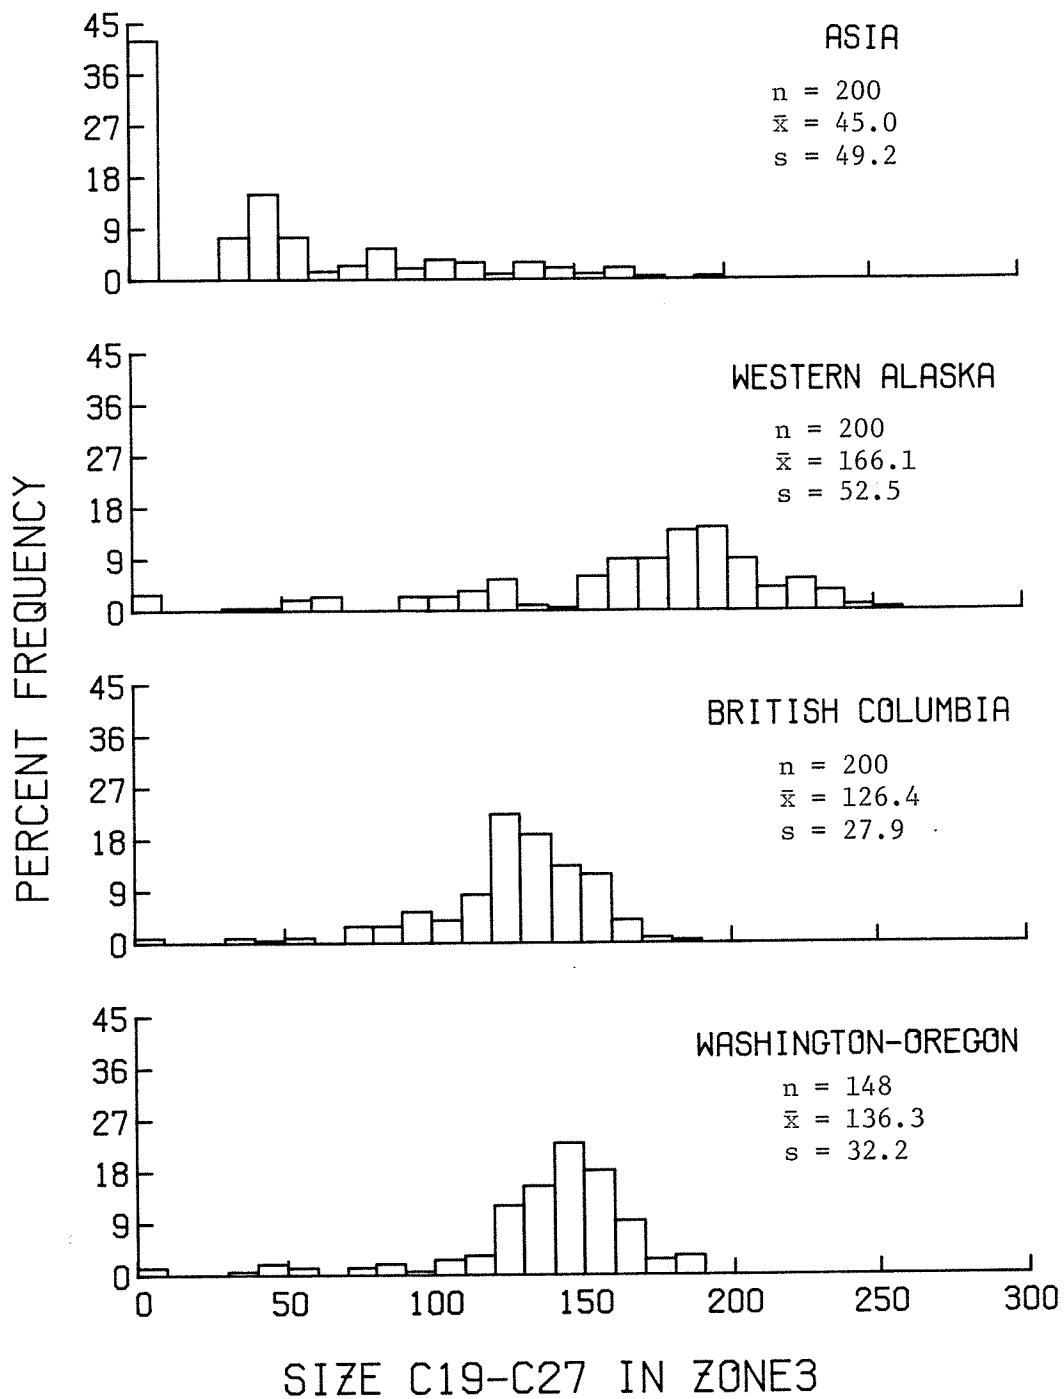 PERCENT FREQUENCY
45
36
27
18
9
0
ASIA
n = 200
x̄ = 45.0
s = 49.2
45
36
27
18
9
0
WESTERN ALASKA
n = 200
x̄ = 166.1
s = 52.5
45
36
27
18
9
0
BRITISH COLUMBIA
n = 200
x̄ = 126.4
s = 27.9
45
36
27
18
9
0
WASHINGTON-OREGON
n = 148
x̄ = 136.3
s = 32.2
0 50 100 150 200 250 300
SIZE C19-C27 IN ZONE3